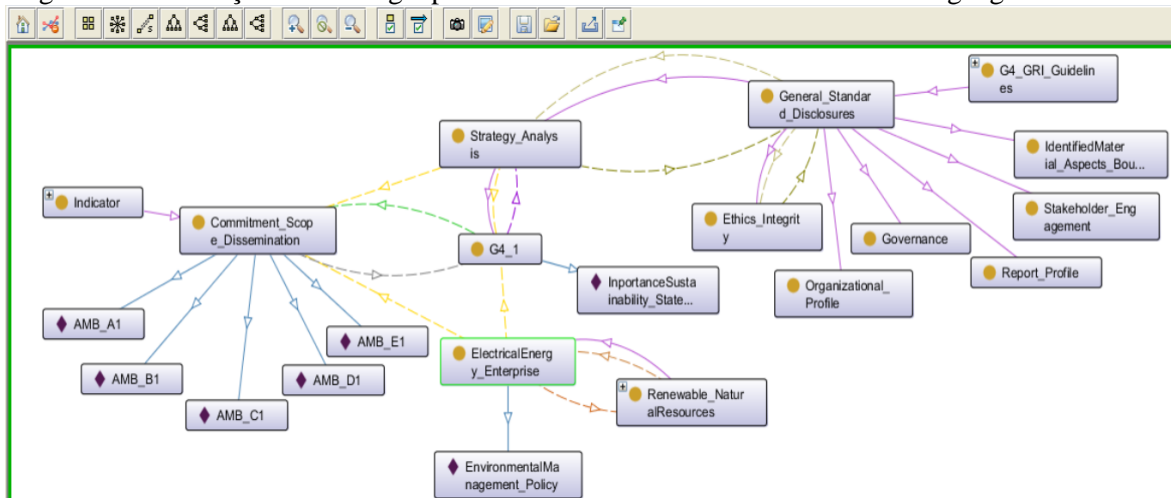 G4_GRI_Guidelin
es
General_Standar
d_Disclosures
Strategy_Analys
is
IdentifiedMater
ial_Aspects_Bou...
Indicator
Commitment_Scop
e_Dissemination
Ethics_Integrit
y
Stakeholder_Eng
agement
G4_1
Governance
InportanceSusta
inability_State...
Organizational_
Profile
Report_Profile
AMB_A1
AMB_E1
AMB_B1
AMB_D1
AMB_C1
ElectricalEnerg
y_Enterprise
Renewable_Natur
alResources
EnvironmentalMa
nagement_Policy